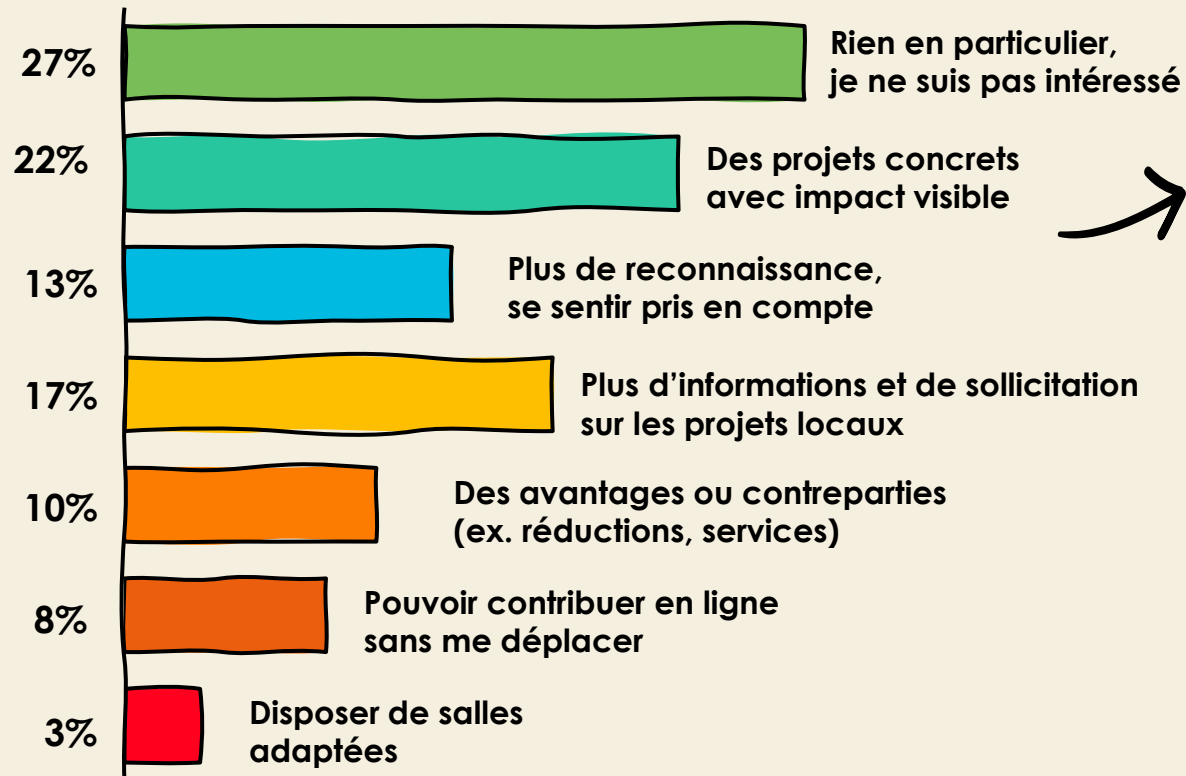 27%
Rien en particulier,
je ne suis pas intéressé
22%
Des projets concrets
avec impact visible
13%
Plus de reconnaissance,
se sentir pris en compte
17%
Plus d’informations et de sollicitation
sur les projets locaux
10%
Des avantages ou contreparties
(ex. réductions, services)
8%
Pouvoir contribuer en ligne
sans me déplacer
3%
Disposer de salles
adaptées